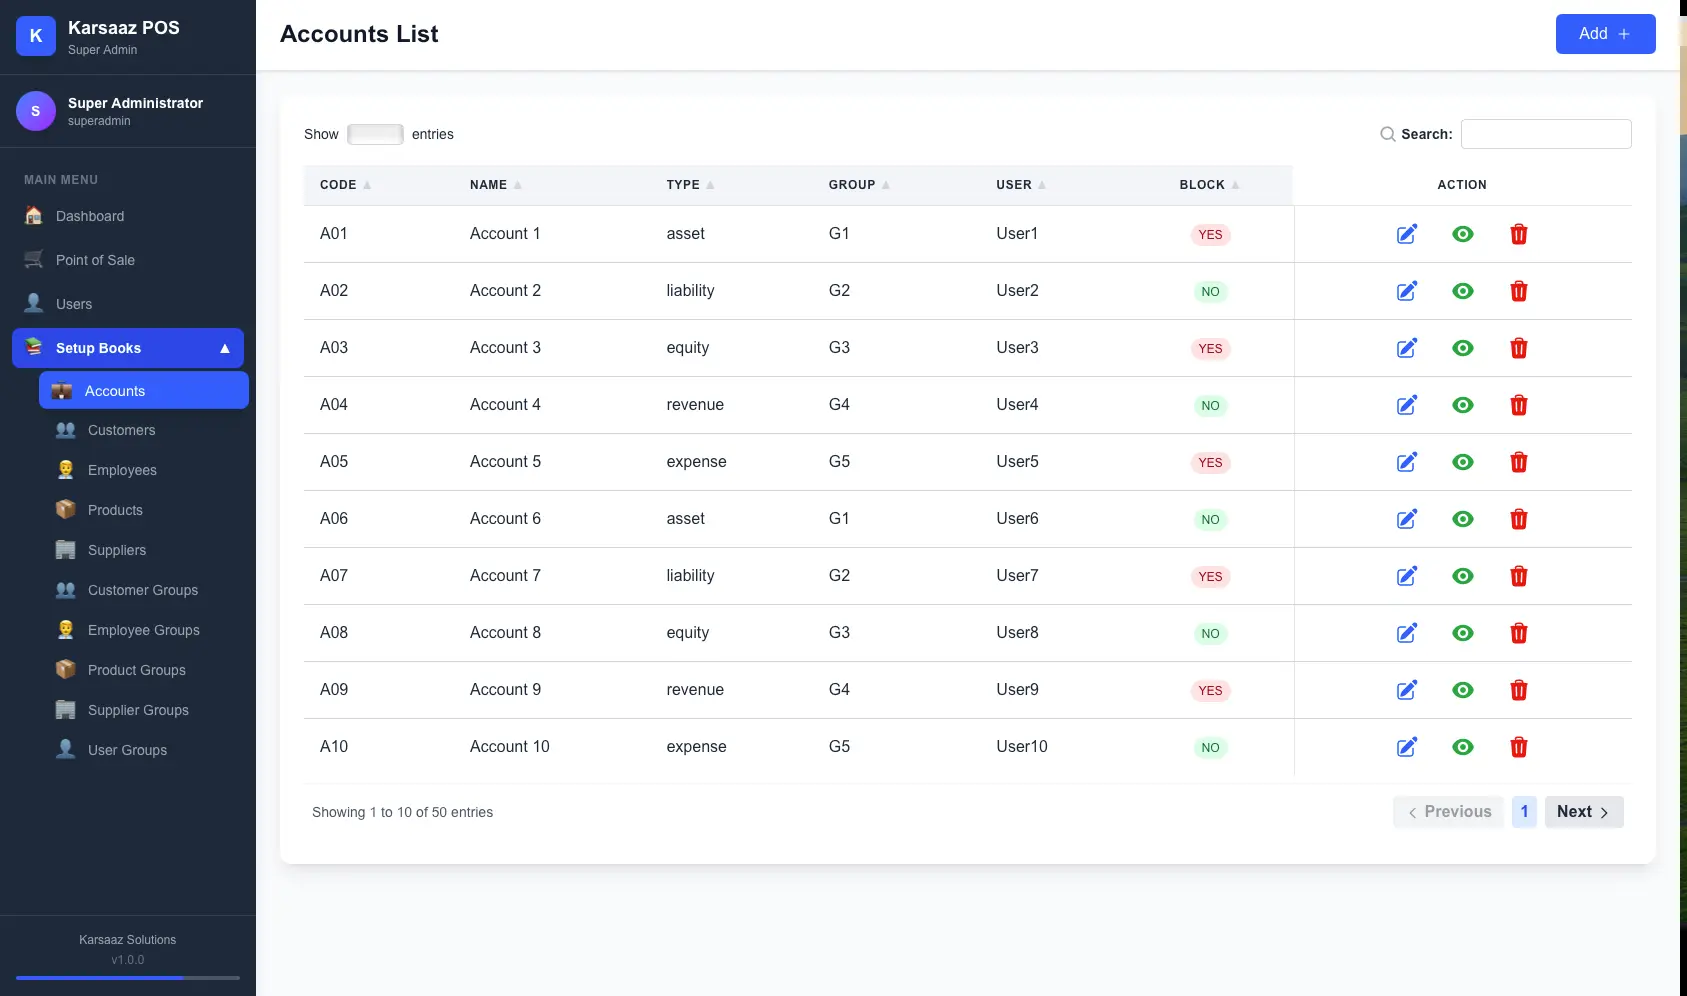 K
Karsaaz POS
Super Admin
S
Super Administrator
superadmin
MAIN MENU
Dashboard
Point of Sale
Users
Setup Books
Accounts
Customers
Employees
Products
Suppliers
Customer Groups
Employee Groups
Product Groups
Supplier Groups
User Groups
Karsaaz Solutions
v1.0.0
Accounts List
Add +
Show entries
Search:
CODE NAME TYPE GROUP USER BLOCK ACTION
A01 Account 1 asset G1 User1 YES
A02 Account 2 liability G2 User2 NO
A03 Account 3 equity G3 User3 YES
A04 Account 4 revenue G4 User4 NO
A05 Account 5 expense G5 User5 YES
A06 Account 6 asset G1 User6 NO
A07 Account 7 liability G2 User7 YES
A08 Account 8 equity G3 User8 NO
A09 Account 9 revenue G4 User9 YES
A10 Account 10 expense G5 User10 NO
Showing 1 to 10 of 50 entries
Previous 1 Next